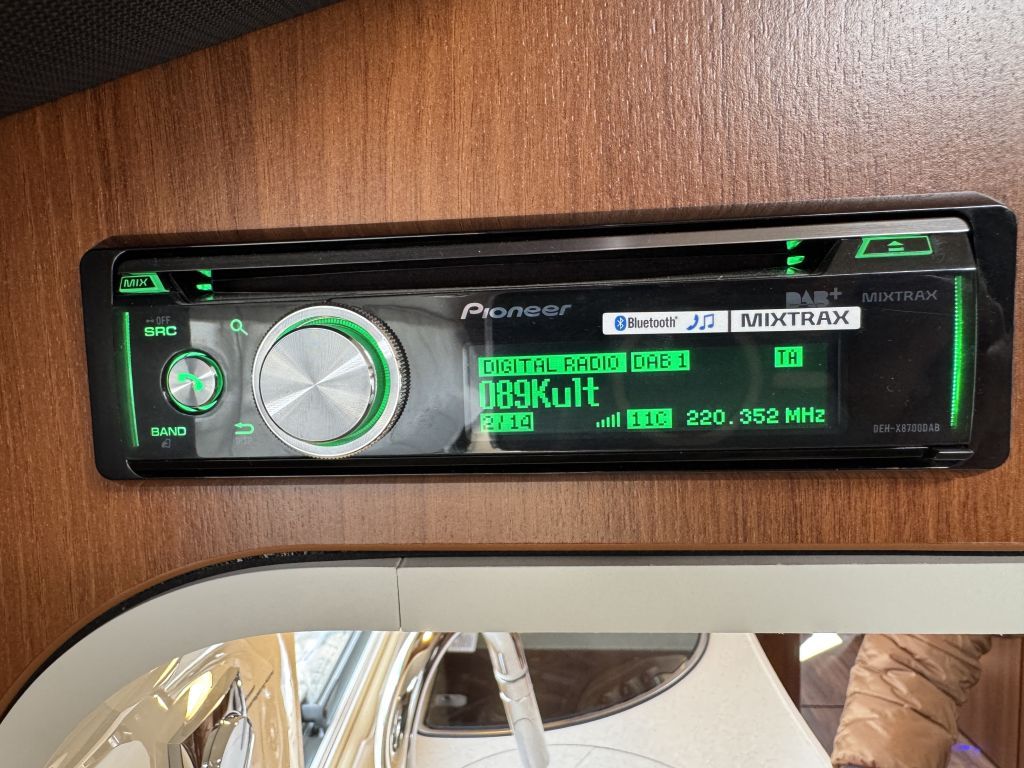 MIX
OFF
SRC
BAND
DISP
Pioneer
DAB+ MIXTRAX
Bluetooth® MIXTRAX
DIGITAL RADIO DAB 1 TA
089Kult
2/14 11C 220.352 MHz
DEH-X8700DAB